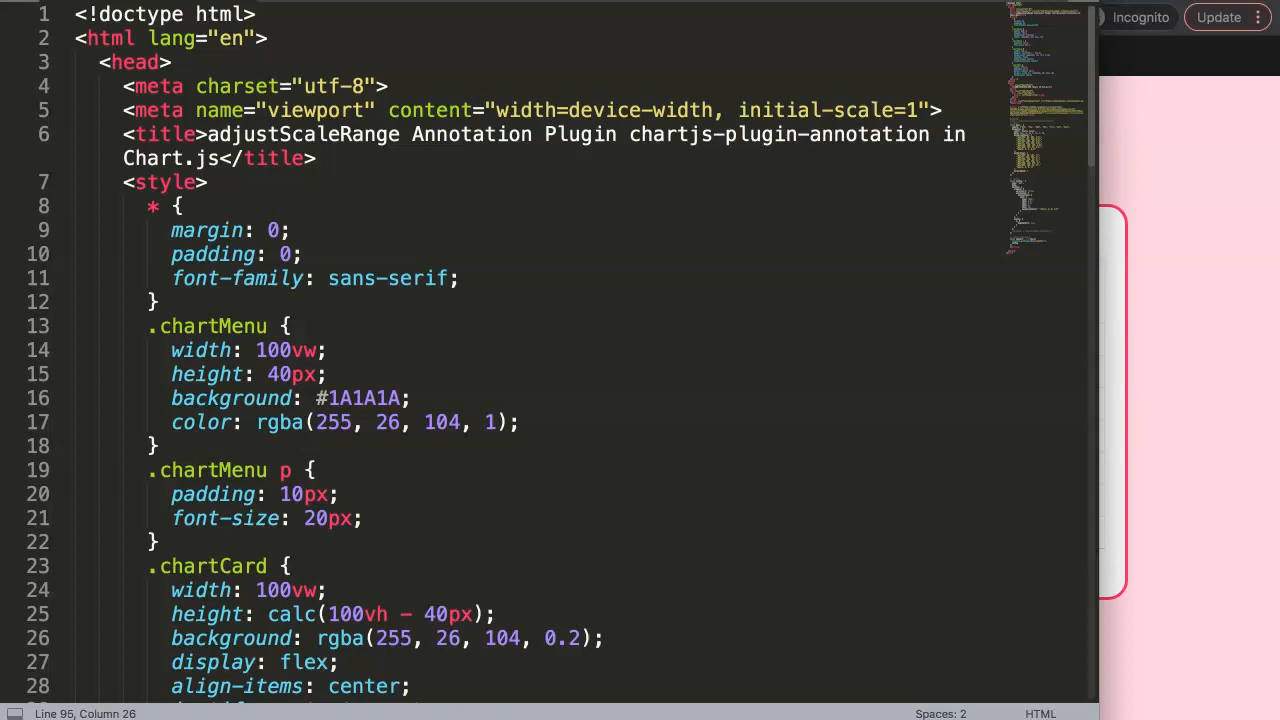 Incognito
Update
1 <!doctype html>
2 <html lang="en">
3 <head>
4 <meta charset="utf-8">
5 <meta name="viewport" content="width=device-width, initial-scale=1">
6 <title>adjustScaleRange Annotation Plugin chartjs-plugin-annotation in
Chart.js</title>
7 <style>
8 * {
9 margin: 0;
10 padding: 0;
11 font-family: sans-serif;
12 }
13 .chartMenu {
14 width: 100vw;
15 height: 40px;
16 background: #1A1A1A;
17 color: rgba(255, 26, 104, 1);
18 }
19 .chartMenu p {
20 padding: 10px;
21 font-size: 20px;
22 }
23 .chartCard {
24 width: 100vw;
25 height: calc(100vh - 40px);
26 background: rgba(255, 26, 104, 0.2);
27 display: flex;
28 align-items: center;
Line 95, Column 26
Spaces: 2
HTML